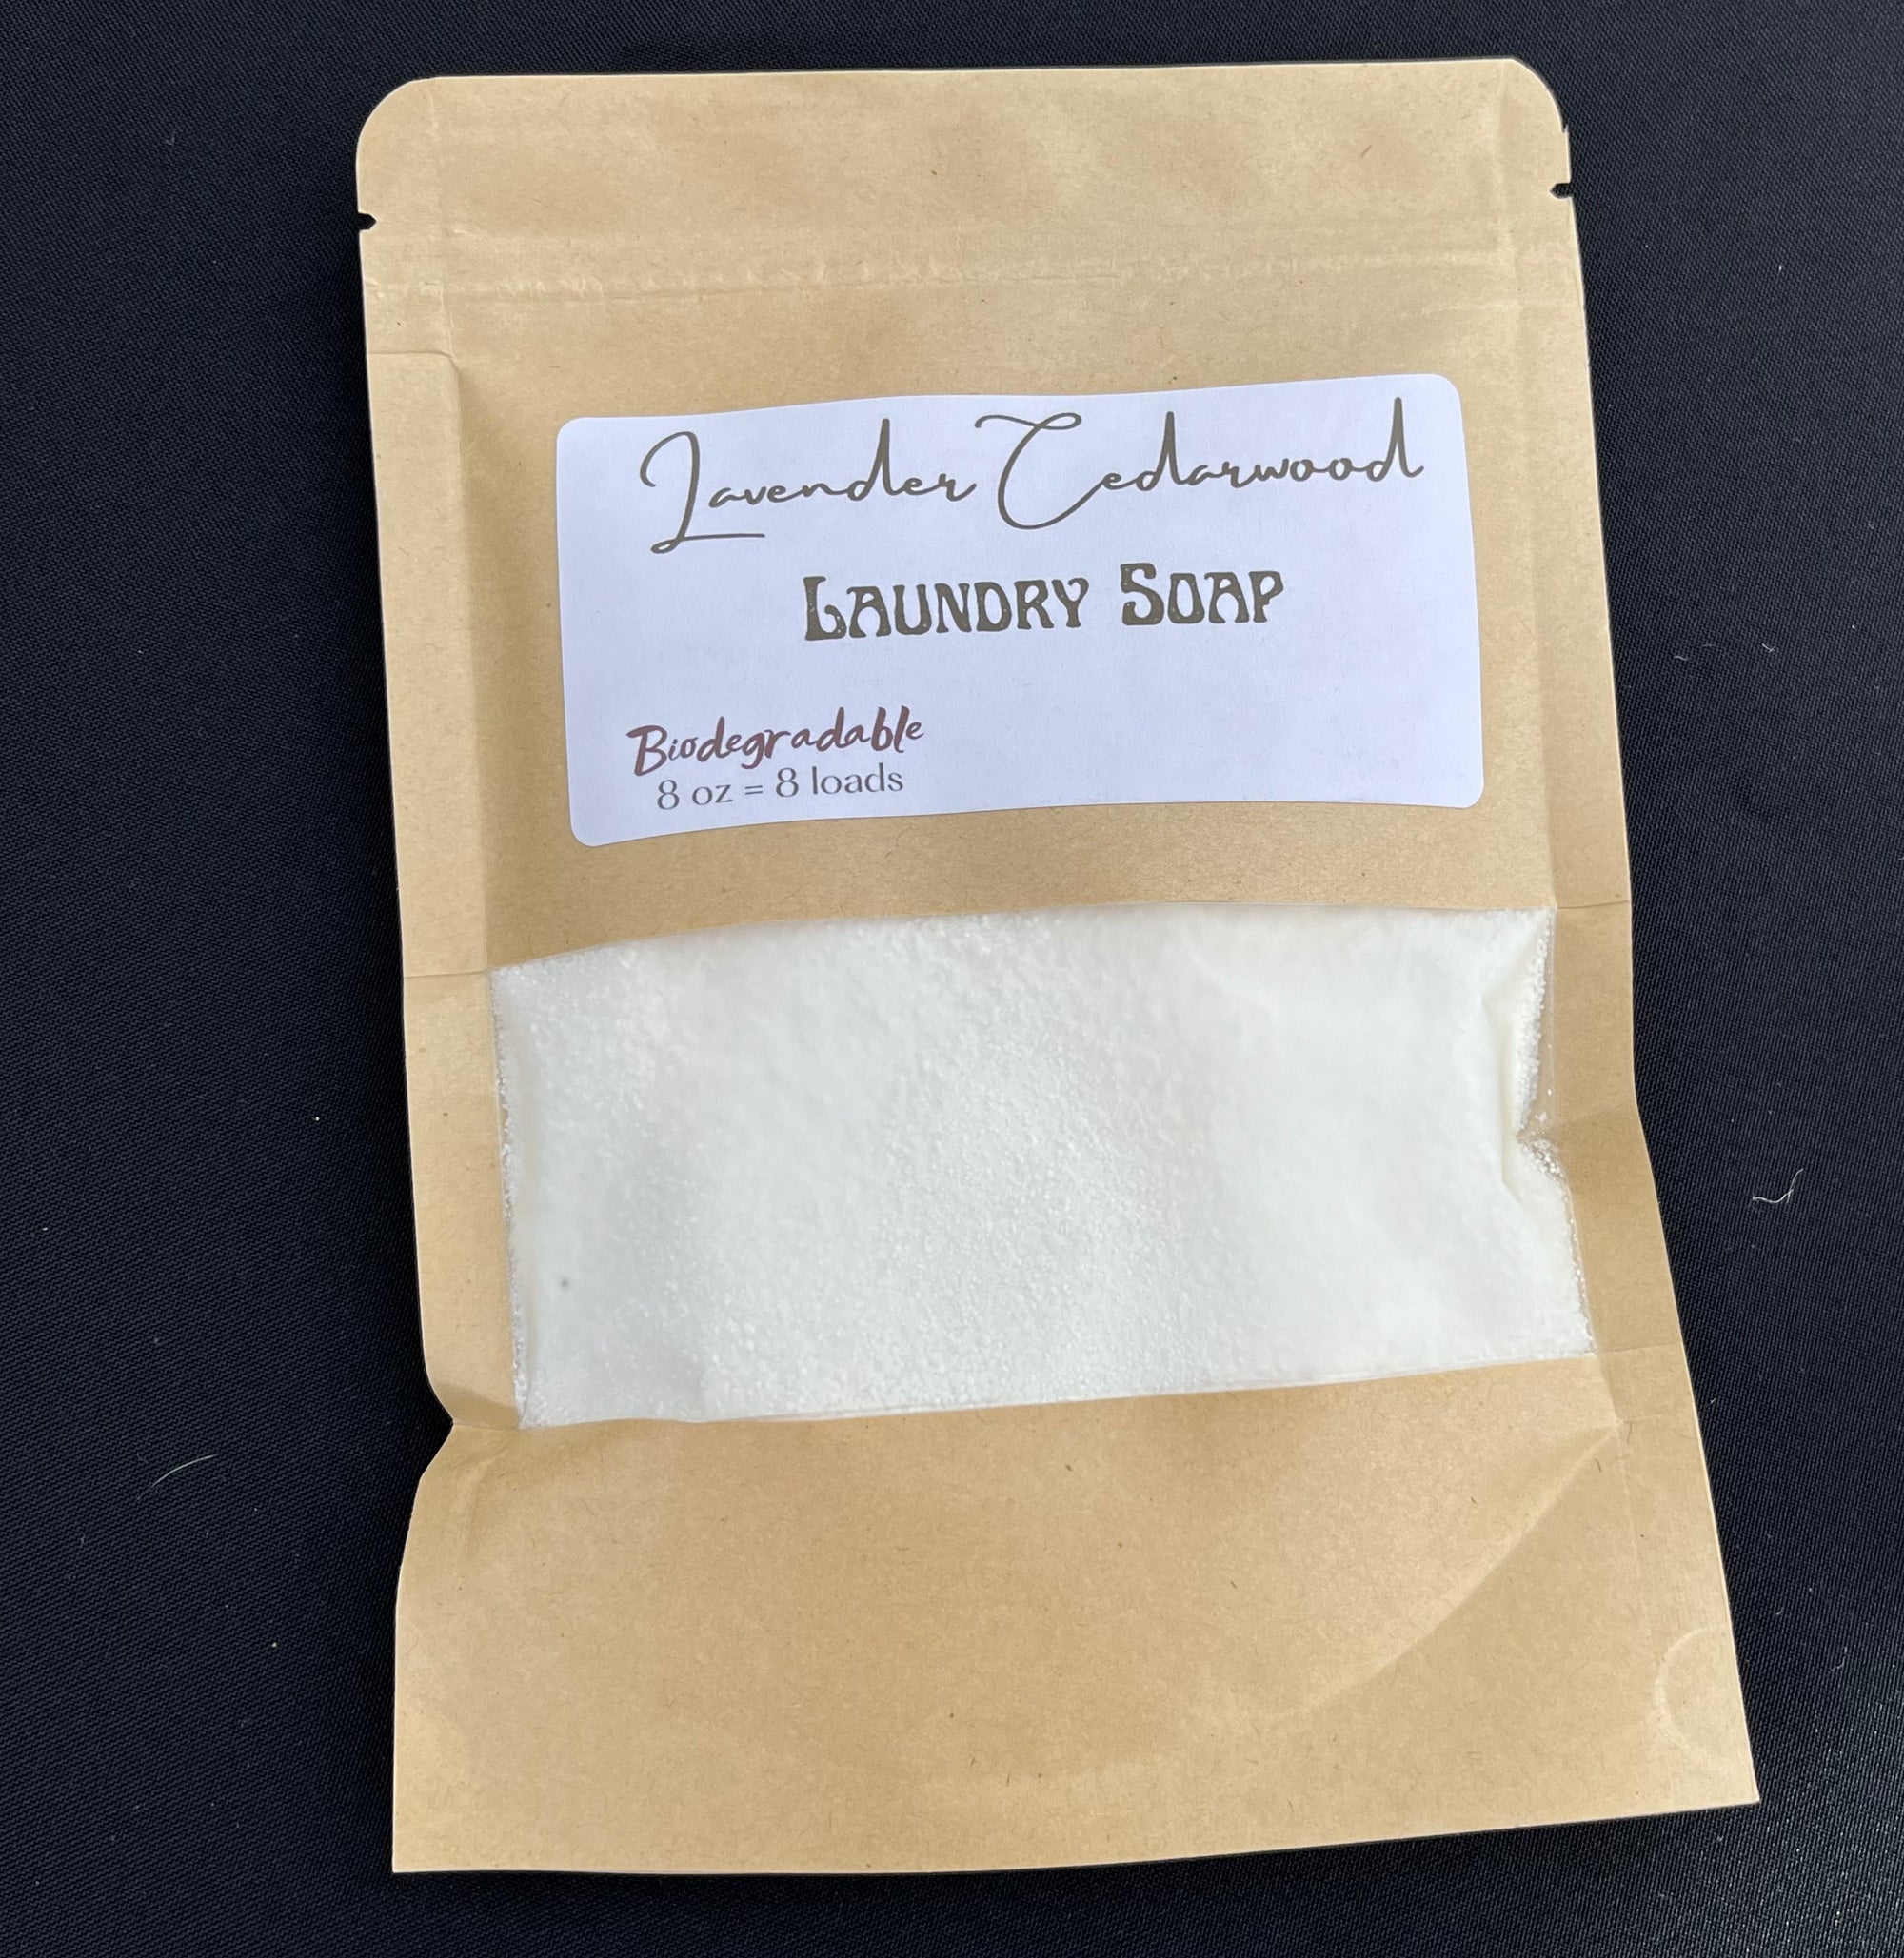 Lavender Cedarwood
Laundry Soap
Biodegradable
8 oz = 8 loads